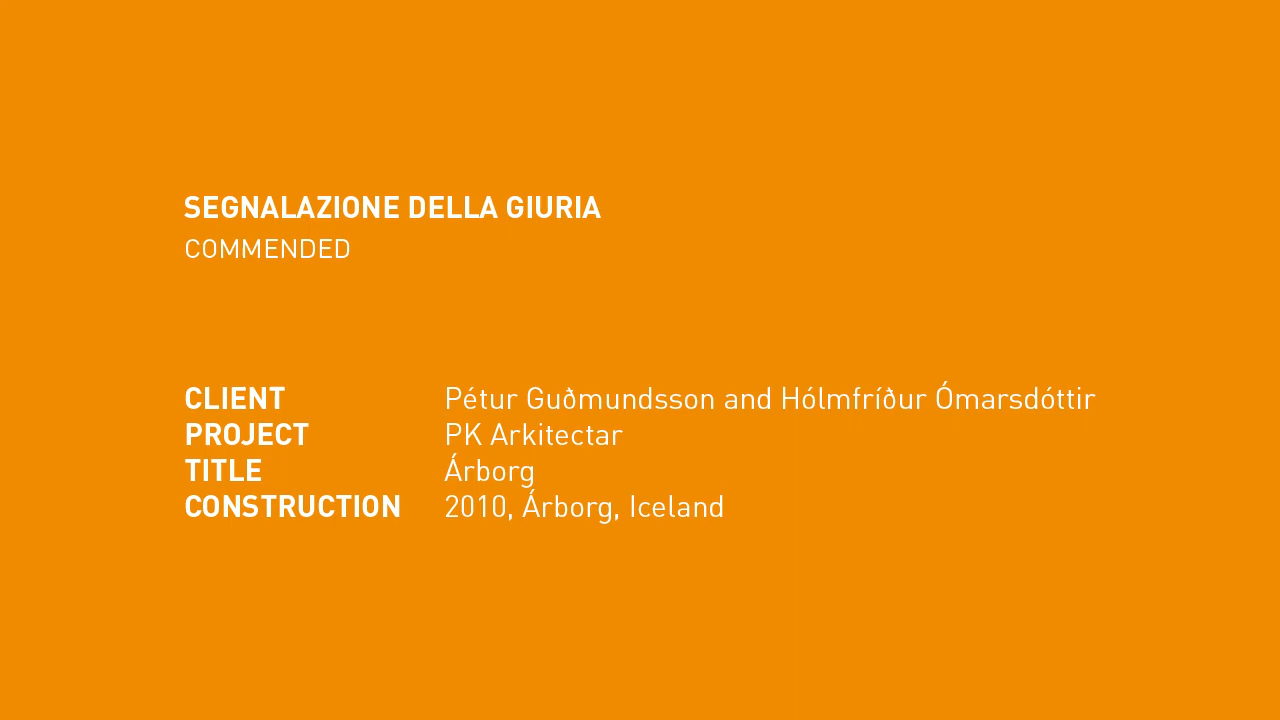 SEGNALAZIONE DELLA GIURIA
COMMENDED
CLIENT Pétur Guðmundsson and Hólmfríður Ómarsdóttir
PROJECT PK Arkitectar
TITLE Árborg
CONSTRUCTION 2010, Árborg, Iceland